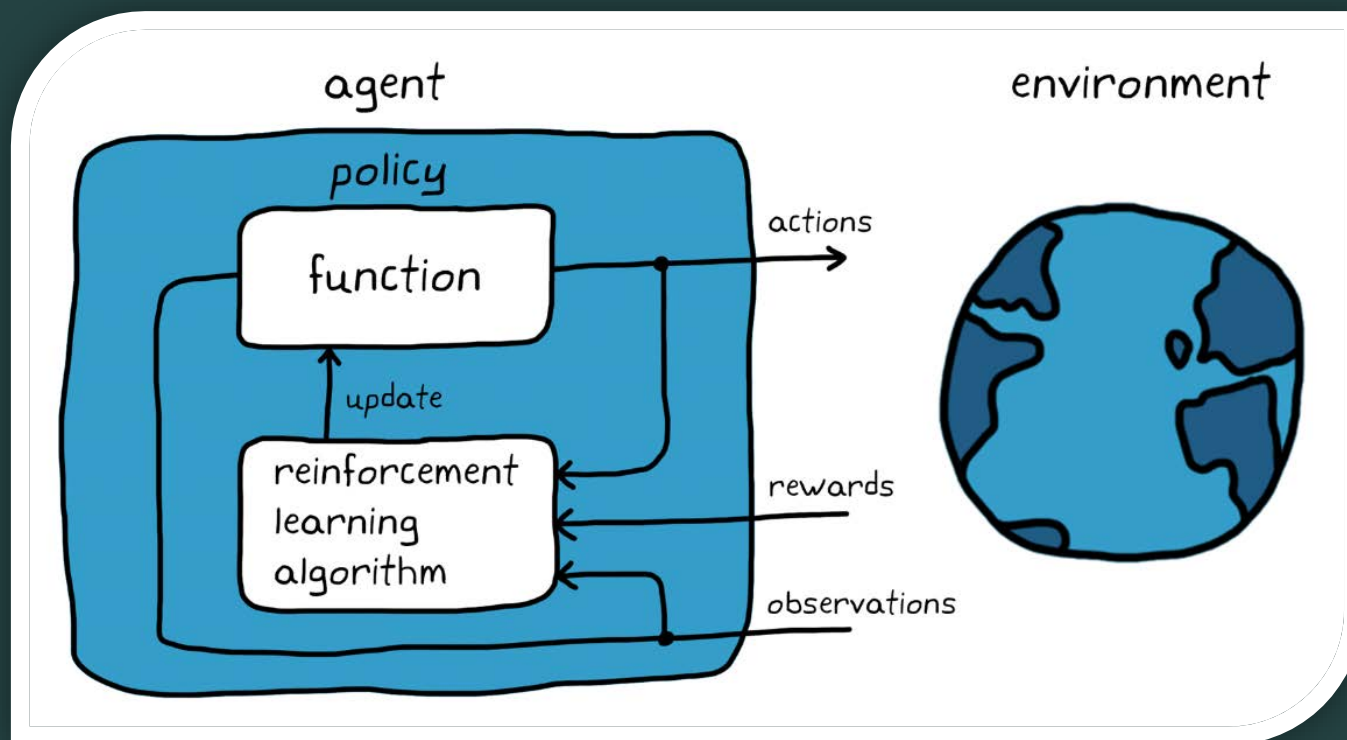 agent
environment
policy
function
actions
update
reinforcement
learning
algorithm
rewards
observations